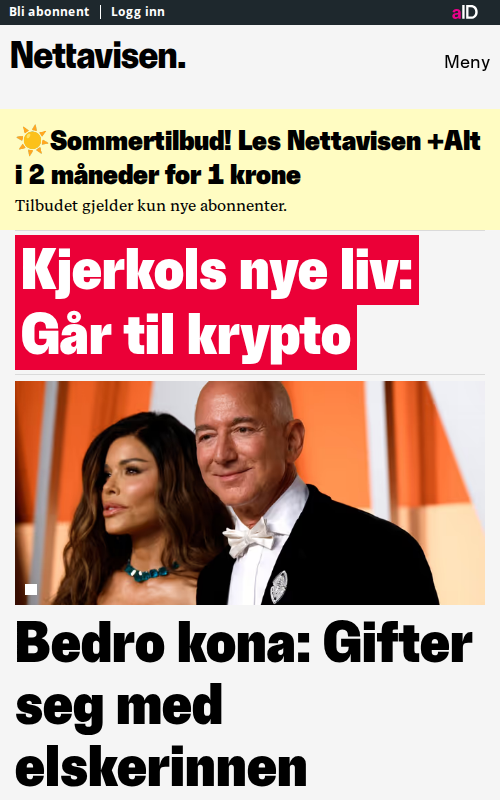 Bli abonnent | Logg inn
aID
Nettavisen.
Meny
☀️Sommertilbud! Les Nettavisen +Alt
i 2 måneder for 1 krone
Tilbudet gjelder kun nye abonnenter.
Kjerkols nye liv:
Går til krypto
Bedro kona: Gifter
seg med
elskerinnen